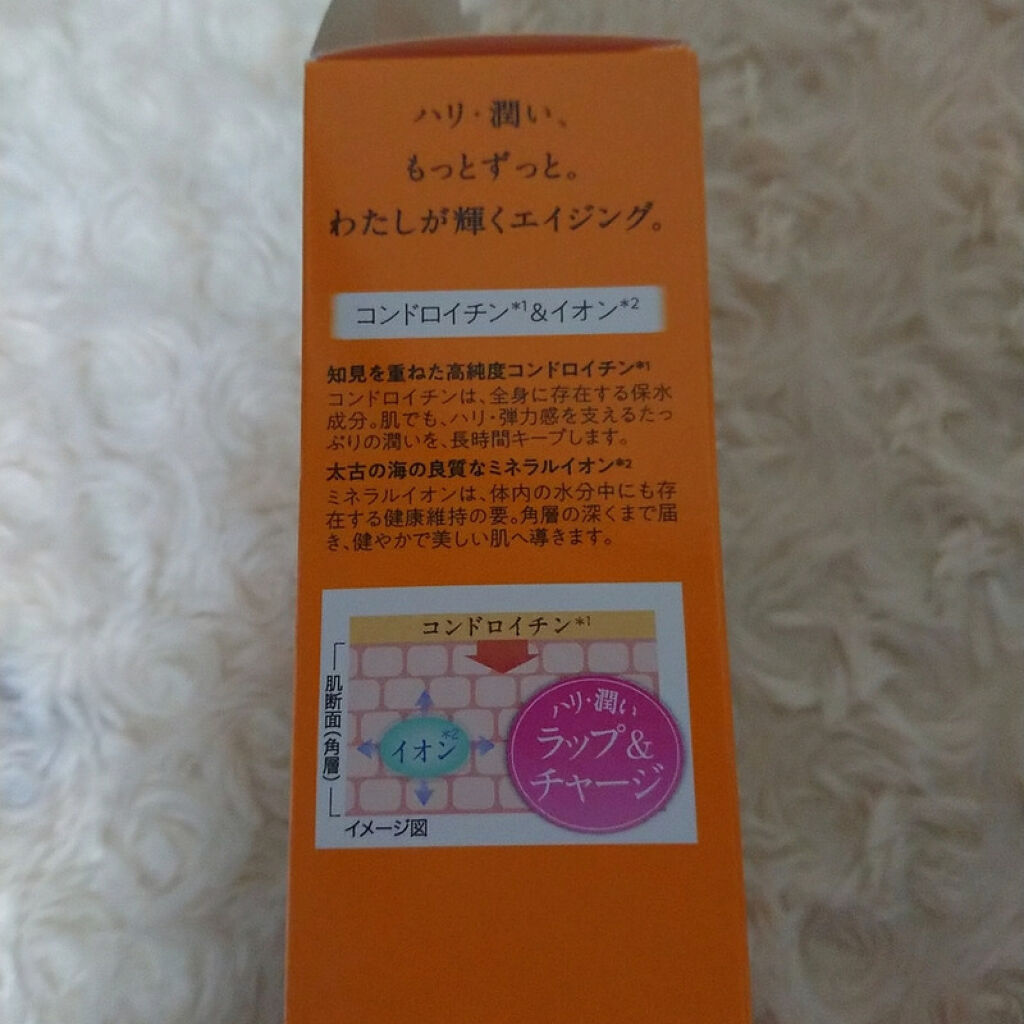 ハリ・潤い、
もっとずっと。
わたしが輝くエイジング。
コンドロイチン*1&イオン*2
知見を重ねた高純度コンドロイチン*1
コンドロイチンは、全身に存在する保水
成分。肌でも、ハリ・弾力感を支えるたっ
ぷりの潤いを、長時間キープします。
太古の海の良質なミネラルイオン*2
ミネラルイオンは、体内の水分中にも存
在する健康維持の要。角層の深くまで届
き、健やかで美しい肌へ導きます。
コンドロイチン*1
肌断面(角層)
イオン*2
ハリ・潤い
ラップ&
チャージ
イメージ図